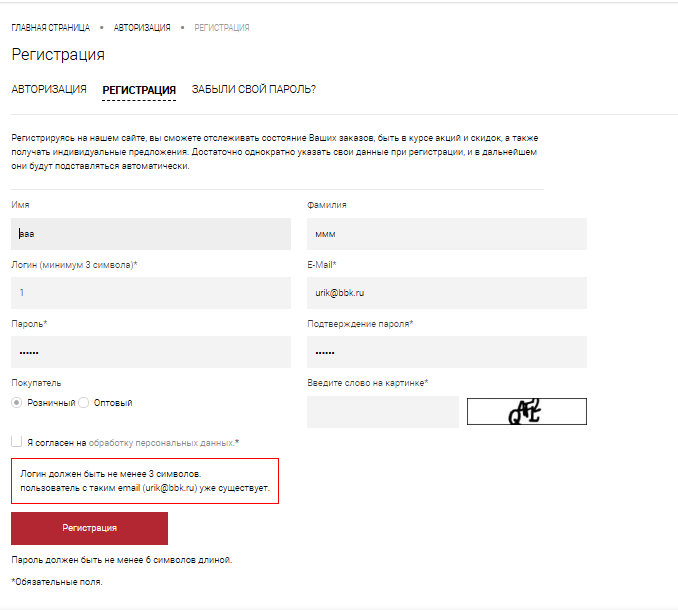 ГЛАВНАЯ СТРАНИЦА • АВТОРИЗАЦИЯ • РЕГИСТРАЦИЯ
Регистрация
АВТОРИЗАЦИЯ РЕГИСТРАЦИЯ ЗАБЫЛИ СВОЙ ПАРОЛЬ?
Регистрируясь на нашем сайте, вы сможете отслеживать состояние Ваших заказов, быть в курсе акций и скидок, а также
получать индивидуальные предложения. Достаточно однократно указать свои данные при регистрации, и в дальнейшем
они будут подставляться автоматически.
Имя Фамилия
ааа ммм
Логин (минимум 3 символа)* E-Mail*
1 urik@bbk.ru
Пароль* Подтверждение пароля*
•••••• ••••••
Покупатель Введите слово на картинке*
Розничный Оптовый
Я согласен на обработку персональных данных.*
Логин должен быть не менее 3 символов.
пользователь с таким email (urik@bbk.ru) уже существует.
Регистрация
Пароль должен быть не менее 6 символов длиной.
*Обязательные поля.